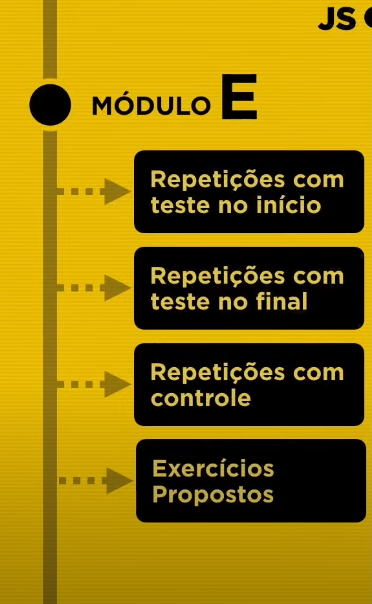 JS
MÓDULO E
Repetições com
teste no início
Repetições com
teste no final
Repetições com
controle
Exercícios
Propostos